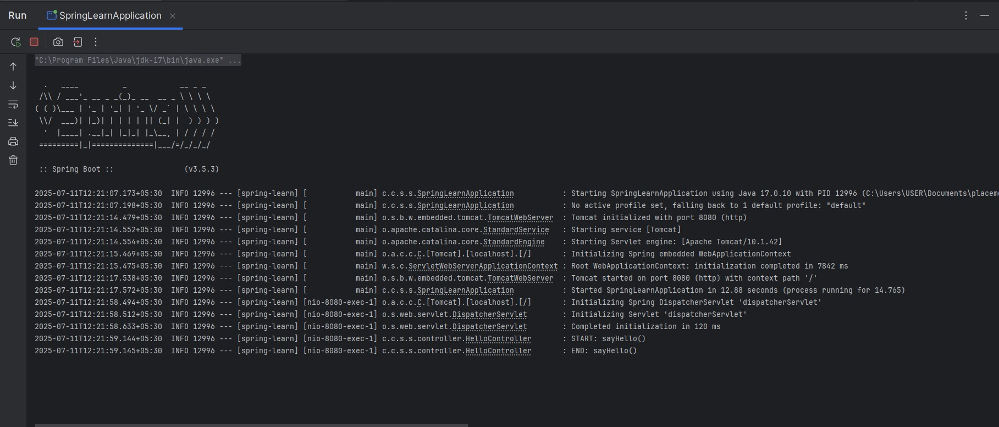 Run
SpringLearnApplication
"C:\Program Files\Java\jdk-17\bin\java.exe" ...
  .   ____          _            __ _ _
 /\\ / ___'_ __ _ _(_)_ __  __ _ \ \ \ \
( ( )\___ | '_ | '_| | '_ \/ _` | \ \ \ \
 \\/  ___)| |_)| | | | | || (_| |  ) ) ) )
  '  |____| .__|_| |_|_| |_\__, | / / / /
 =========|_|==============|___/=/_/_/_/
 :: Spring Boot ::                (v3.5.3)
2025-07-11T12:21:07.173+05:30  INFO 12996 --- [spring-learn] [           main] c.c.s.s.SpringLearnApplication           : Starting SpringLearnApplication using Java 17.0.10 with PID 12996 (C:\Users\USER\Documents\placem
2025-07-11T12:21:07.198+05:30  INFO 12996 --- [spring-learn] [           main] c.c.s.s.SpringLearnApplication           : No active profile set, falling back to 1 default profile: "default"
2025-07-11T12:21:14.479+05:30  INFO 12996 --- [spring-learn] [           main] o.s.b.w.embedded.tomcat.TomcatWebServer  : Tomcat initialized with port 8080 (http)
2025-07-11T12:21:14.552+05:30  INFO 12996 --- [spring-learn] [           main] o.apache.catalina.core.StandardService   : Starting service [Tomcat]
2025-07-11T12:21:14.554+05:30  INFO 12996 --- [spring-learn] [           main] o.apache.catalina.core.StandardEngine    : Starting Servlet engine: [Apache Tomcat/10.1.42]
2025-07-11T12:21:15.469+05:30  INFO 12996 --- [spring-learn] [           main] o.a.c.c.C.[Tomcat].[localhost].[/]       : Initializing Spring embedded WebApplicationContext
2025-07-11T12:21:15.475+05:30  INFO 12996 --- [spring-learn] [           main] w.s.c.ServletWebServerApplicationContext : Root WebApplicationContext: initialization completed in 7842 ms
2025-07-11T12:21:17.538+05:30  INFO 12996 --- [spring-learn] [           main] o.s.b.w.embedded.tomcat.TomcatWebServer  : Tomcat started on port 8080 (http) with context path '/'
2025-07-11T12:21:17.572+05:30  INFO 12996 --- [spring-learn] [           main] c.c.s.s.SpringLearnApplication           : Started SpringLearnApplication in 12.88 seconds (process running for 14.765)
2025-07-11T12:21:58.494+05:30  INFO 12996 --- [spring-learn] [nio-8080-exec-1] o.a.c.c.C.[Tomcat].[localhost].[/]       : Initializing Spring DispatcherServlet 'dispatcherServlet'
2025-07-11T12:21:58.512+05:30  INFO 12996 --- [spring-learn] [nio-8080-exec-1] o.s.web.servlet.DispatcherServlet        : Initializing Servlet 'dispatcherServlet'
2025-07-11T12:21:58.633+05:30  INFO 12996 --- [spring-learn] [nio-8080-exec-1] o.s.web.servlet.DispatcherServlet        : Completed initialization in 120 ms
2025-07-11T12:21:59.144+05:30  INFO 12996 --- [spring-learn] [nio-8080-exec-1] c.c.s.s.controller.HelloController       : START: sayHello()
2025-07-11T12:21:59.145+05:30  INFO 12996 --- [spring-learn] [nio-8080-exec-1] c.c.s.s.controller.HelloController       : END: sayHello()